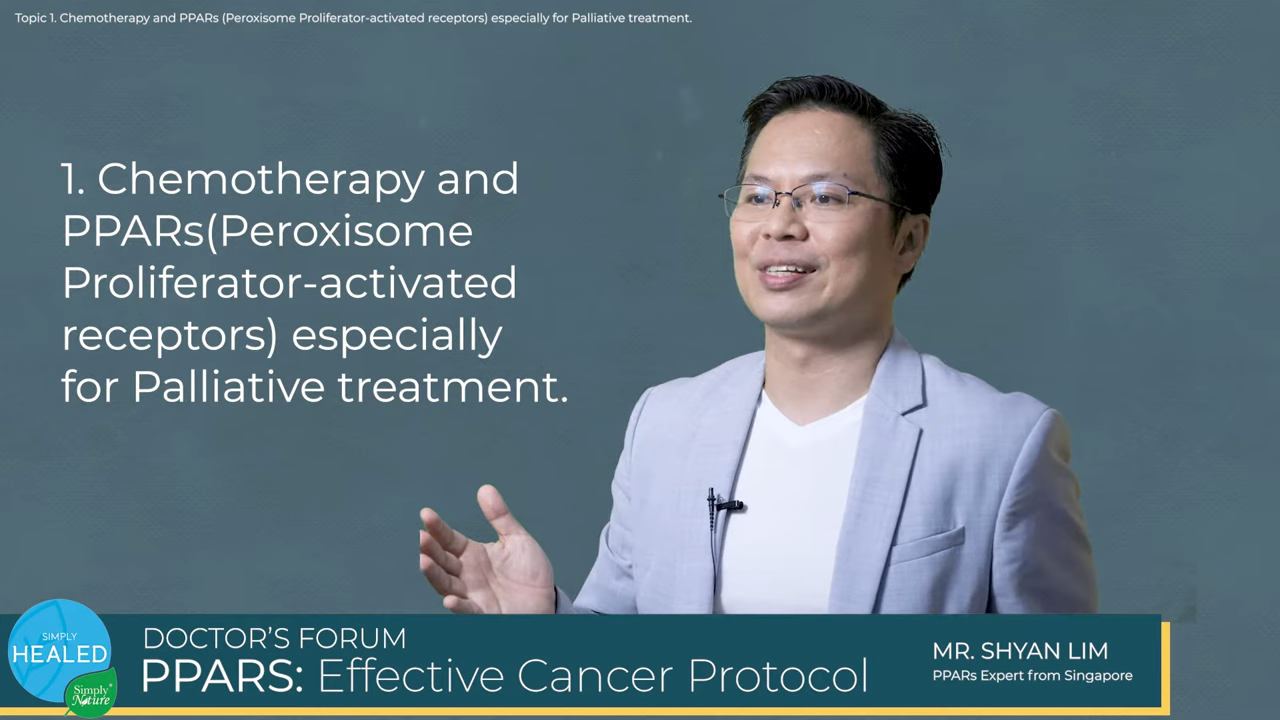 Topic 1. Chemotherapy and PPARs (Peroxisome Proliferator-activated receptors) especially for Palliative treatment.
1. Chemotherapy and
PPARs(Peroxisome
Proliferator-activated
receptors) especially
for Palliative treatment.
SIMPLY
HEALED
Simply
Nature
DOCTOR'S FORUM
PPARS: Effective Cancer Protocol
MR. SHYAN LIM
PPARs Expert from Singapore